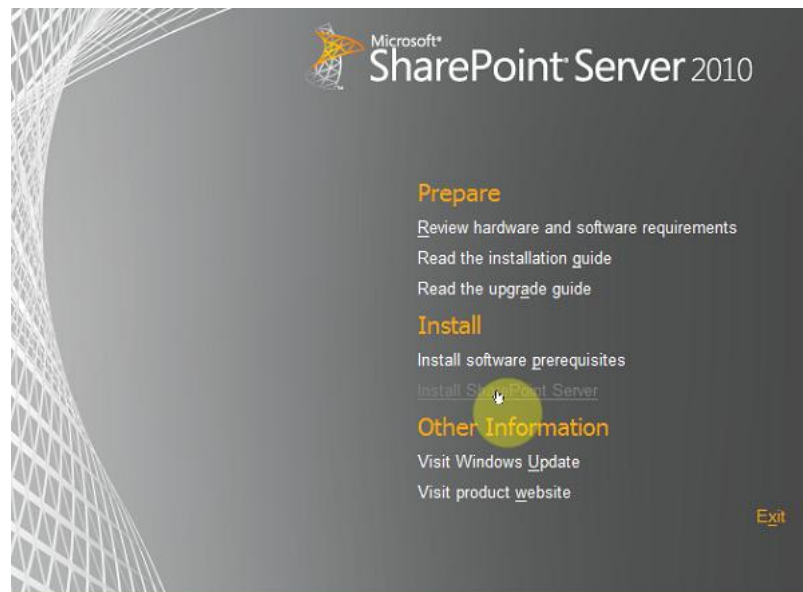 Microsoft®
SharePoint® Server 2010
Prepare
Review hardware and software requirements
Read the installation guide
Read the upgrade guide
Install
Install software prerequisites
Install SharePoint Server
Other Information
Visit Windows Update
Visit product website
Exit